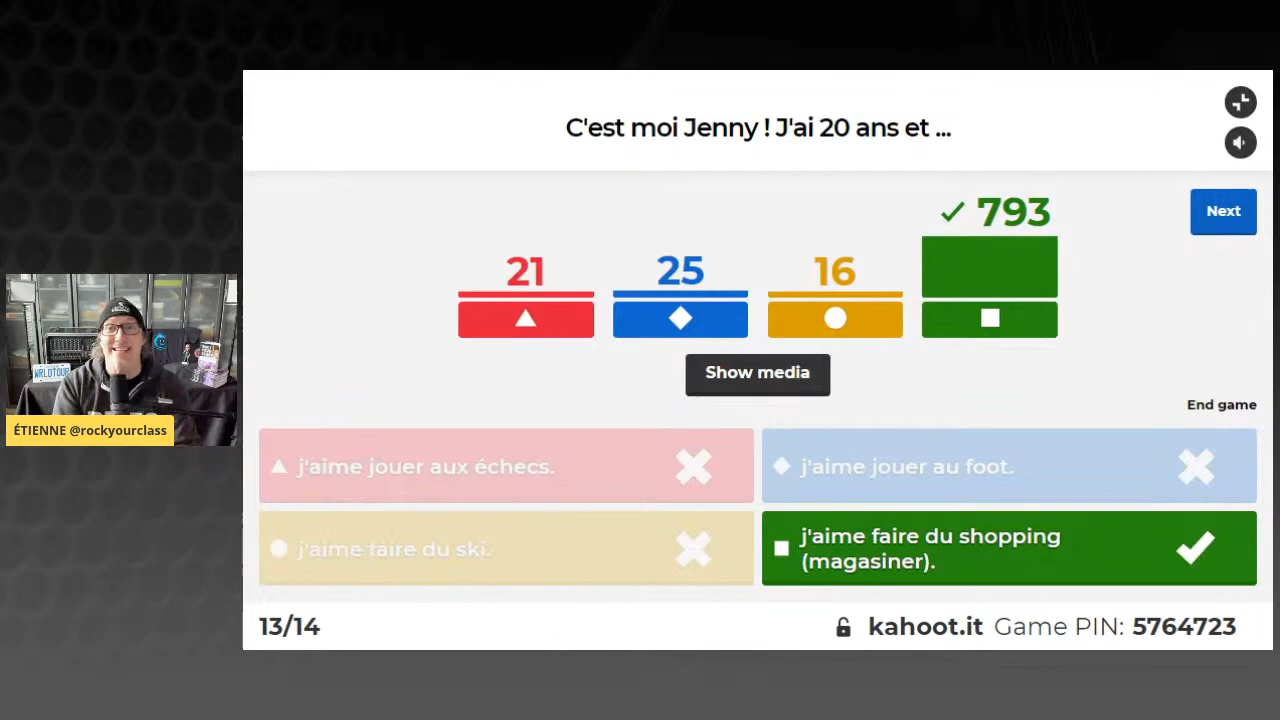 C'est moi Jenny ! J'ai 20 ans et ...
793
Next
21
25
16
Show media
End game
WRLDTOUR
ÉTIENNE @rockyourclass
j'aime jouer aux échecs.
j'aime jouer au foot.
j'aime faire du ski.
j'aime faire du shopping
(magasiner).
13/14
kahoot.it Game PIN: 5764723